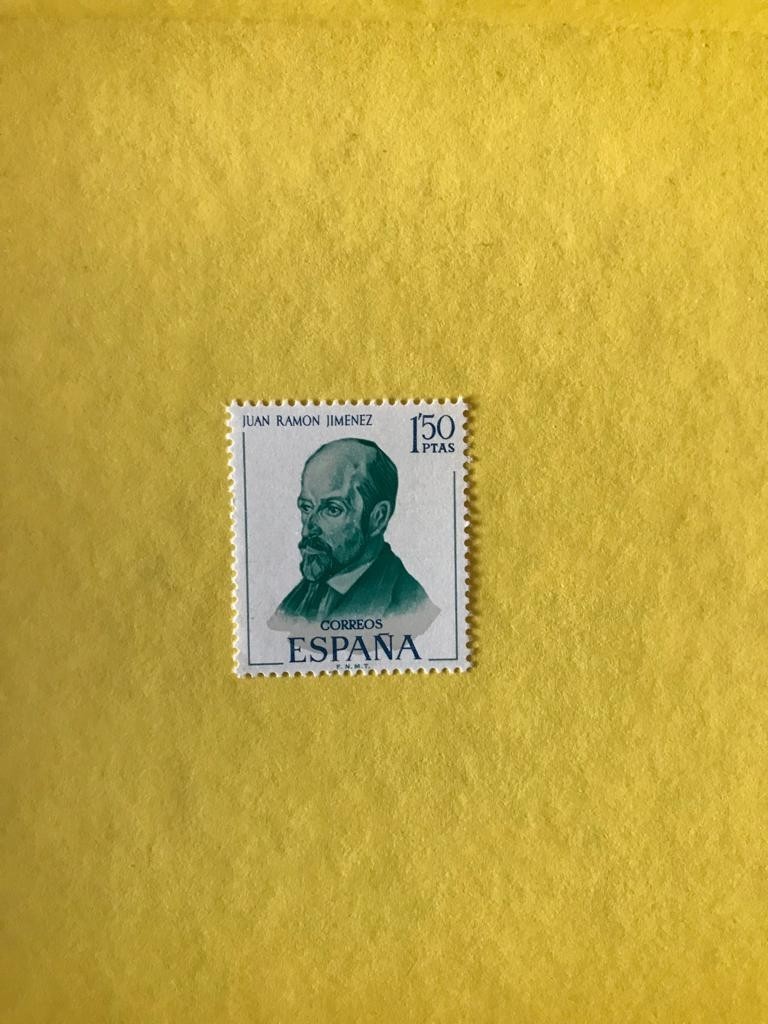 JUAN RAMON JIMENEZ
1'50
PTAS
CORREOS
ESPAÑA
F. N. M. T.